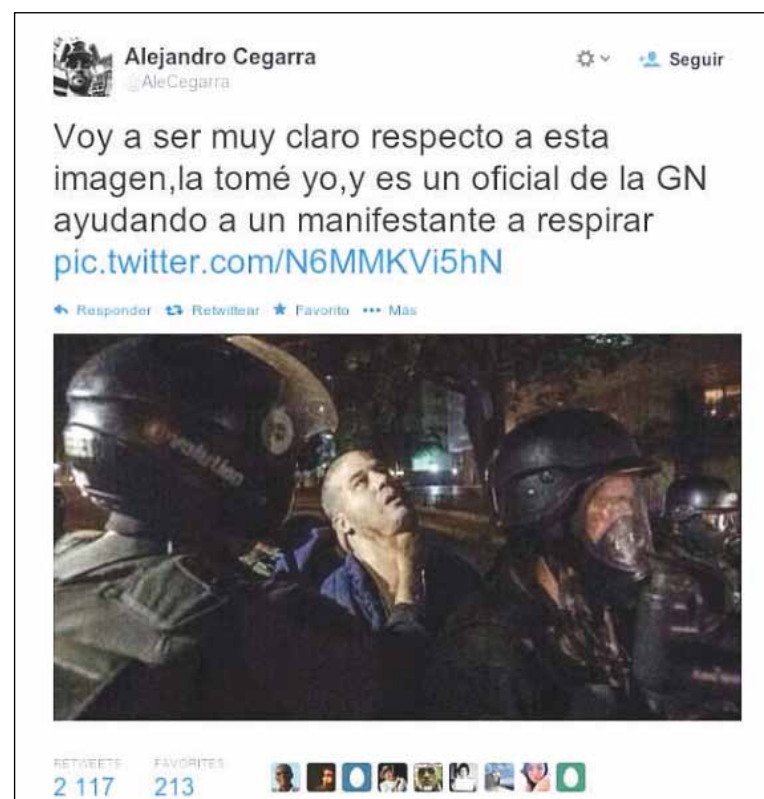 Alejandro Cegarra
@AleCegarra
Seguir
Voy a ser muy claro respecto a esta
imagen,la tomé yo,y es un oficial de la GN
ayudando a un manifestante a respirar
pic.twitter.com/N6MMKVi5hN
Responder Retwittear Favorito Más
RETWEETS FAVORITES
2 117 213